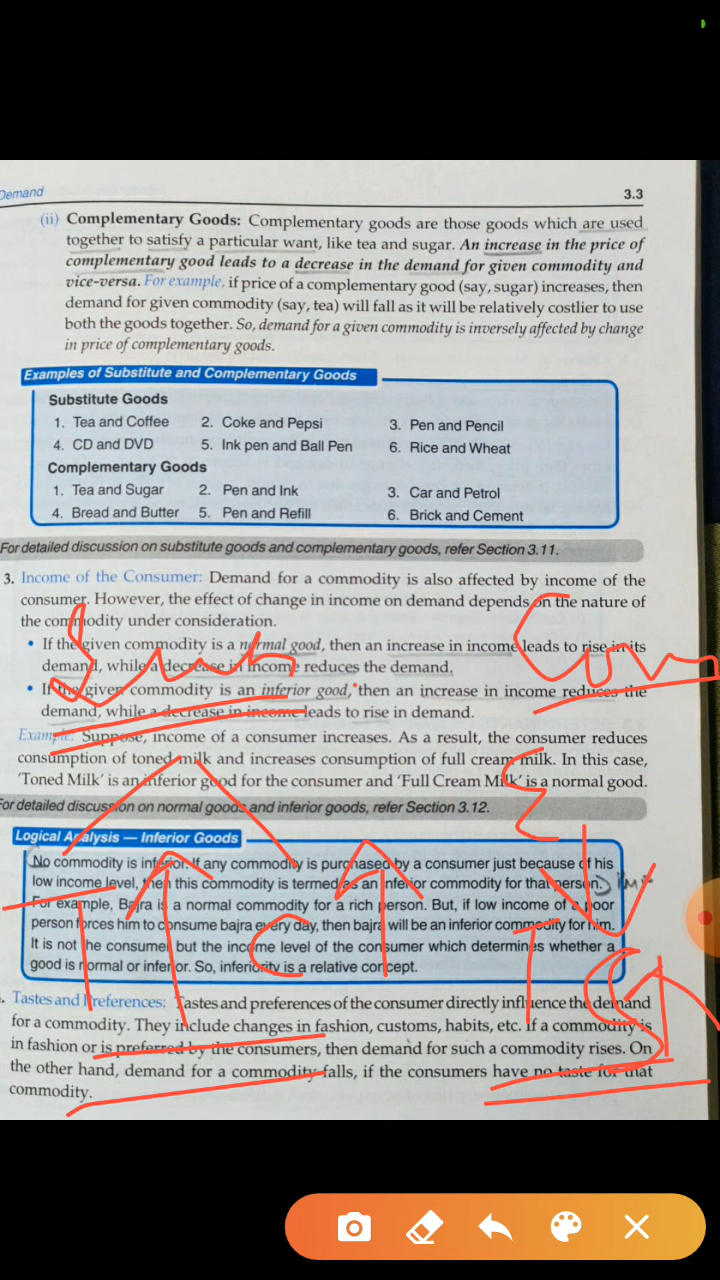 Demand
3.3
(ii) Complementary Goods: Complementary goods are those goods which are used
together to satisfy a particular want, like tea and sugar. An increase in the price of
complementary good leads to a decrease in the demand for given commodity and
vice-versa. For example, if price of a complementary good (say, sugar) increases, then
demand for given commodity (say, tea) will fall as it will be relatively costlier to use
both the goods together. So, demand for a given commodity is inversely affected by change
in price of complementary goods.
Examples of Substitute and Complementary Goods
Substitute Goods
1. Tea and Coffee 2. Coke and Pepsi 3. Pen and Pencil
4. CD and DVD 5. Ink pen and Ball Pen 6. Rice and Wheat
Complementary Goods
1. Tea and Sugar 2. Pen and Ink 3. Car and Petrol
4. Bread and Butter 5. Pen and Refill 6. Brick and Cement
For detailed discussion on substitute goods and complementary goods, refer Section 3.11.
3. Income of the Consumer: Demand for a commodity is also affected by income of the
consumer. However, the effect of change in income on demand depends on the nature of
the commodity under consideration.
• If the given commodity is a normal good, then an increase in income leads to rise in its
demand, while a decrease in income reduces the demand.
• If the given commodity is an inferior good, then an increase in income reduces the
demand, while a decrease in income leads to rise in demand.
Example: Suppose, income of a consumer increases. As a result, the consumer reduces
consumption of toned milk and increases consumption of full cream milk. In this case,
'Toned Milk' is an inferior good for the consumer and 'Full Cream Milk' is a normal good.
For detailed discussion on normal goods and inferior goods, refer Section 3.12.
Logical Analysis — Inferior Goods
No commodity is inferior. If any commodity is purchased by a consumer just because of his
low income level, then this commodity is termed as an inferior commodity for that person.
For example, Bajra is a normal commodity for a rich person. But, if low income of a poor
person forces him to consume bajra every day, then bajra will be an inferior commodity for him.
It is not the consumer but the income level of the consumer which determines whether a
good is normal or inferior. So, inferiority is a relative concept.
. Tastes and Preferences: Tastes and preferences of the consumer directly influence the demand
for a commodity. They include changes in fashion, customs, habits, etc. If a commodity is
in fashion or is preferred by the consumers, then demand for such a commodity rises. On
the other hand, demand for a commodity falls, if the consumers have no taste for that
commodity.